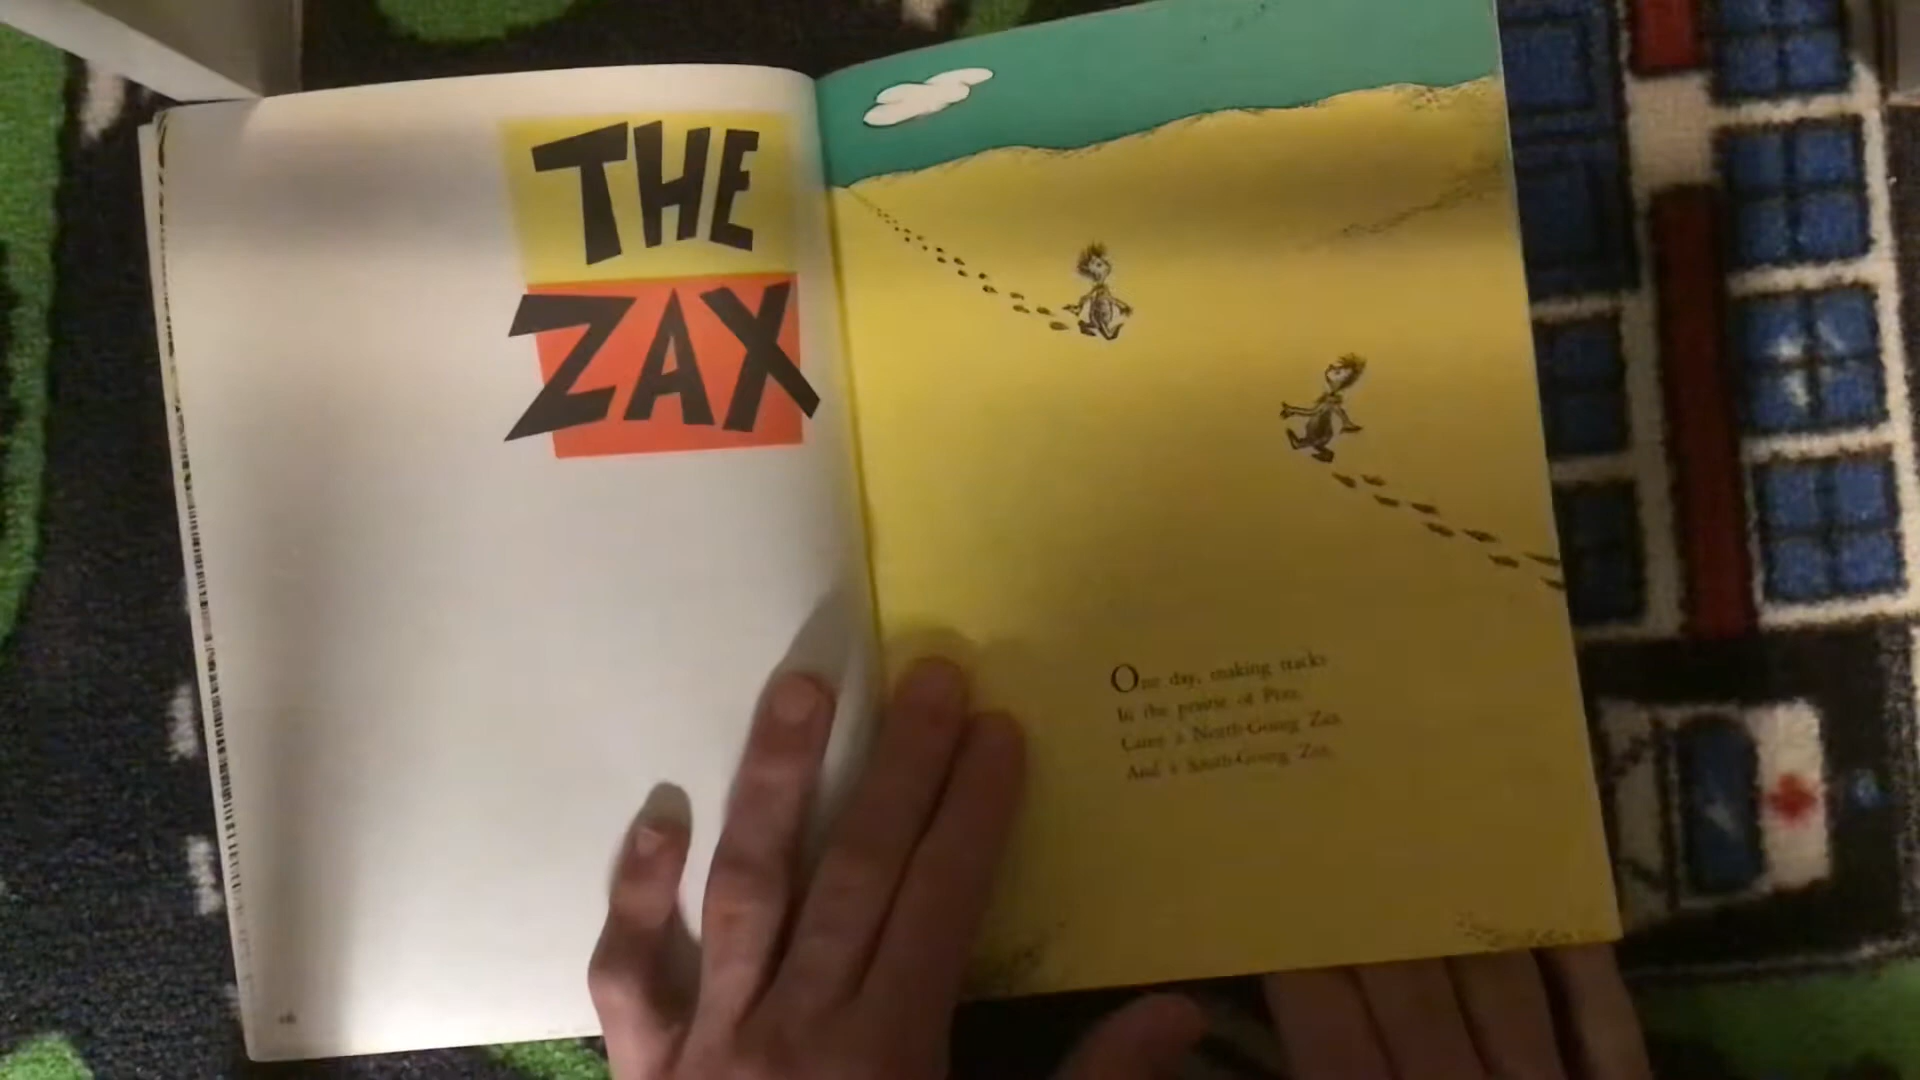 THE
ZAX
One day, making tracks
In the prairie of Prax,
Came a North-Going Zax
And a South-Going Zax.
26